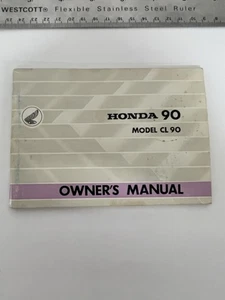 WESTCOTT® Flexible Stainless Steel Ruler
HONDA 90
MODEL CL 90
OWNER'S MANUAL